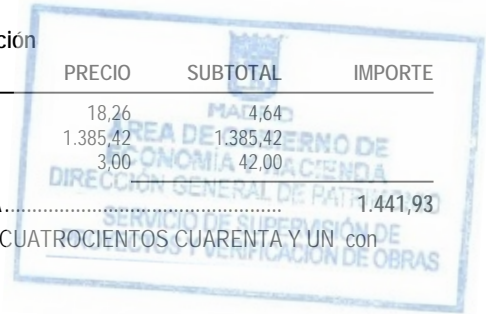 ción
PRECIO SUBTOTAL IMPORTE
18,26 4,64
1.385,42 1.385,42
3,00 42,00
A................................................ 1.441,93
CUATROCIENTOS CUARENTA Y UN con
MADRID
ÁREA DE GOBIERNO DE
ECONOMÍA Y HACIENDA
DIRECCIÓN GENERAL DE PATRIMONIO
SERVICIO DE SUPERVISIÓN DE
PROYECTOS Y VERIFICACIÓN DE OBRAS